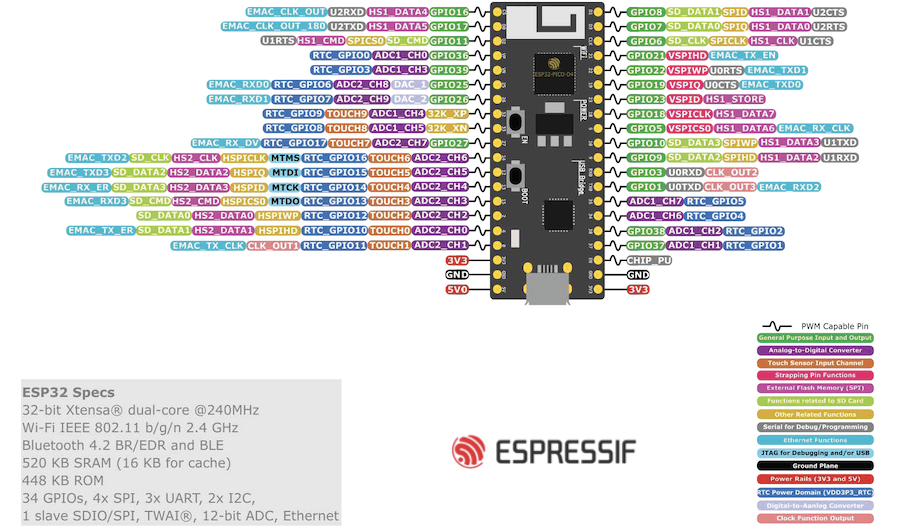 EMAC_CLK_OUT U2RXD HS1_DATA4 GPIO16
EMAC_CLK_OUT_180 U2TXD HS1_DATA5 GPIO17
U1RTS HS1_CMD SPICS0 SD_CMD GPIO11
RTC_GPIO0 ADC1_CH0 GPIO36
RTC_GPIO3 ADC1_CH3 GPIO39
EMAC_RXD0 RTC_GPIO6 ADC2_CH8 DAC_1 GPIO25
EMAC_RXD1 RTC_GPIO7 ADC2_CH9 DAC_2 GPIO26
RTC_GPIO9 TOUCH9 ADC1_CH4 32K_XP
RTC_GPIO8 TOUCH8 ADC1_CH5 32K_XN
EMAC_RX_DV RTC_GPIO17 TOUCH7 ADC2_CH7 GPIO27
EMAC_TXD2 SD_CLK HS2_CLK HSPICLK MTMS RTC_GPIO16 TOUCH6 ADC2_CH6
EMAC_TXD3 SD_DATA2 HS2_DATA2 HSPIQ MTDI RTC_GPIO15 TOUCH5 ADC2_CH5
EMAC_RX_ER SD_DATA3 HS2_DATA3 HSPID MTCK RTC_GPIO14 TOUCH4 ADC2_CH4
EMAC_RXD3 SD_CMD HS2_CMD HSPICS0 MTDO RTC_GPIO13 TOUCH3 ADC2_CH3
SD_DATA0 HS2_DATA0 HSPIWP RTC_GPIO12 TOUCH2 ADC2_CH2
EMAC_TX_ER SD_DATA1 HS2_DATA1 HSPIHD RTC_GPIO10 TOUCH0 ADC2_CH0
EMAC_TX_CLK CLK_OUT1 RTC_GPIO11 TOUCH1 ADC2_CH1
3V3
GND
5V0
WiFi
ESP32-PICO-D4
POWER
EN
USB Bridge
BOOT
GPIO8 SD_DATA1 SPID HS1_DATA1 U2CTS
GPIO7 SD_DATA0 SPIQ HS1_DATA0 U2RTS
GPIO6 SD_CLK SPICLK HS1_CLK U1CTS
GPIO21 VSPIHD EMAC_TX_EN
GPIO22 VSPIWP U0RTS EMAC_TXD1
GPIO19 VSPIQ U0CTS EMAC_TXD0
GPIO23 VSPID HS1_STORE
GPIO18 VSPICLK HS1_DATA7
GPIO5 VSPICS0 HS1_DATA6 EMAC_RX_CLK
GPIO10 SD_DATA3 SPIWP HS1_DATA3 U1TXD
GPIO9 SD_DATA2 SPIHD HS1_DATA2 U1RXD
GPIO3 U0RXD CLK_OUT2
GPIO1 U0TXD CLK_OUT3 EMAC_RXD2
ADC1_CH7 RTC_GPIO5
ADC1_CH6 RTC_GPIO4
GPIO38 ADC1_CH2 RTC_GPIO2
GPIO37 ADC1_CH1 RTC_GPIO1
CHIP_PU
GND
3V3
PWM Capable Pin
General Purpose Input and Output
Analog-to-Digital Converter
Touch Sensor Input Channel
Strapping Pin Functions
External Flash Memory (SPI)
Functions related to SD Card
Other Related Functions
Serial for Debug/Programming
Ethernet Functions
JTAG for Debugging and/or USB
Ground Plane
Power Rails (3V3 and 5V)
RTC Power Domain (VDD3P3_RTC)
Digital-to-Aanlog Converter
Clock Function Output
ESP32 Specs
32-bit Xtensa® dual-core @240MHz
Wi-Fi IEEE 802.11 b/g/n 2.4 GHz
Bluetooth 4.2 BR/EDR and BLE
520 KB SRAM (16 KB for cache)
448 KB ROM
34 GPIOs, 4x SPI, 3x UART, 2x I2C,
1 slave SDIO/SPI, TWAI®, 12-bit ADC, Ethernet
ESPRESSIF